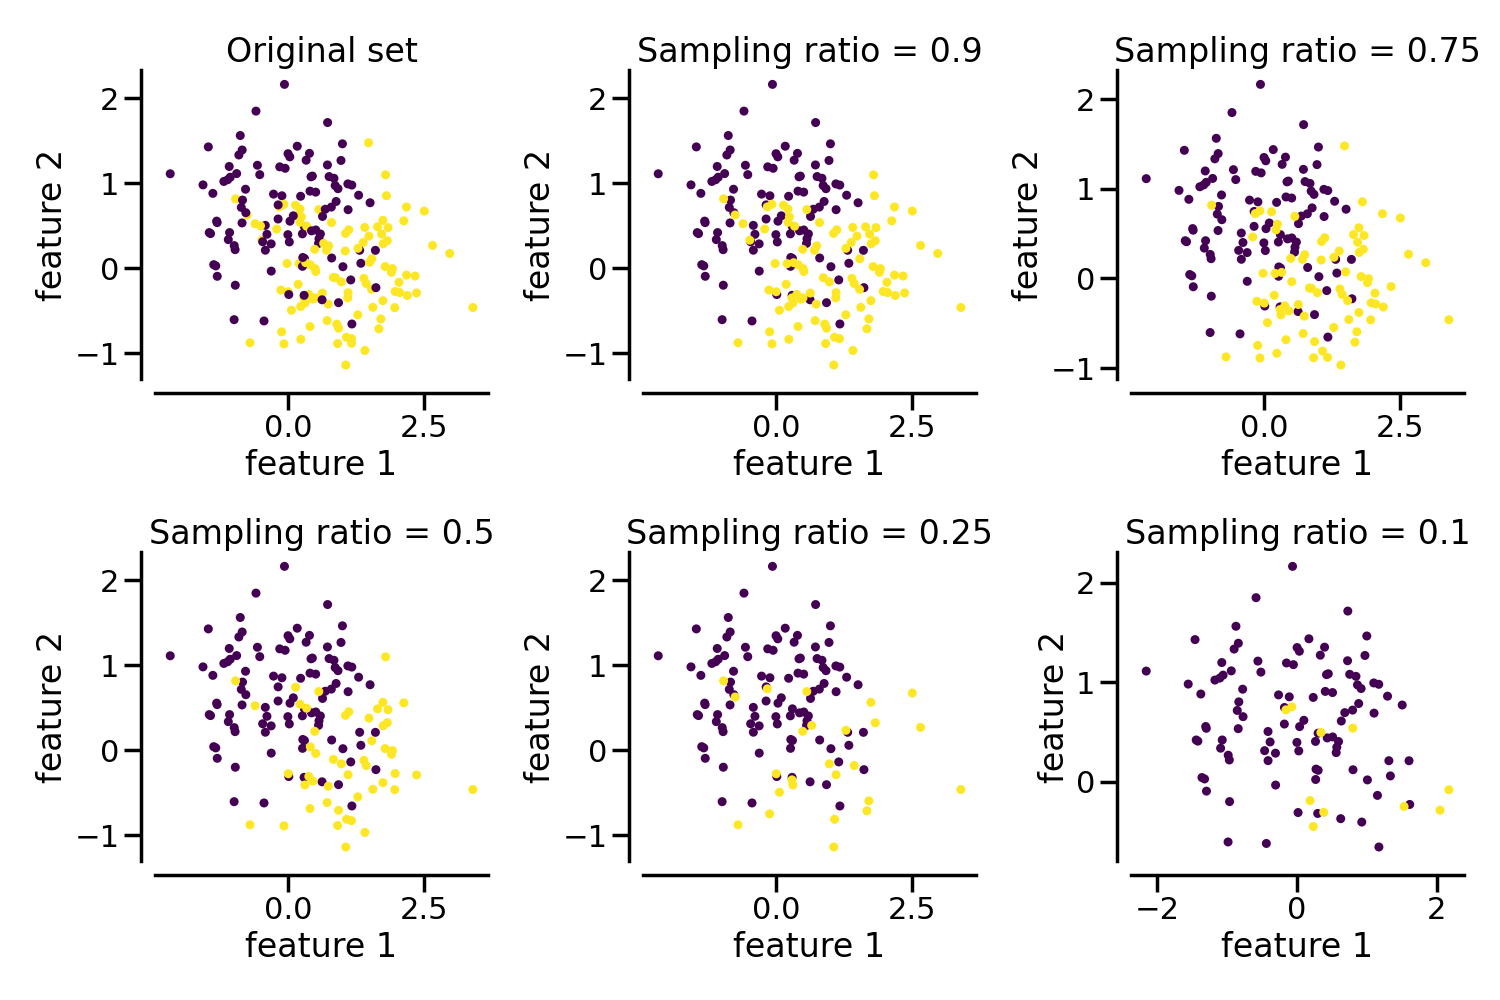 Original set
2
1
0
−1
feature 2
0.0
2.5
feature 1
Sampling ratio = 0.9
2
1
0
−1
feature 2
0.0
2.5
feature 1
Sampling ratio = 0.75
2
1
0
−1
feature 2
0.0
2.5
feature 1
Sampling ratio = 0.5
2
1
0
−1
feature 2
0.0
2.5
feature 1
Sampling ratio = 0.25
2
1
0
−1
feature 2
0.0
2.5
feature 1
Sampling ratio = 0.1
2
1
0
feature 2
−2
0
2
feature 1